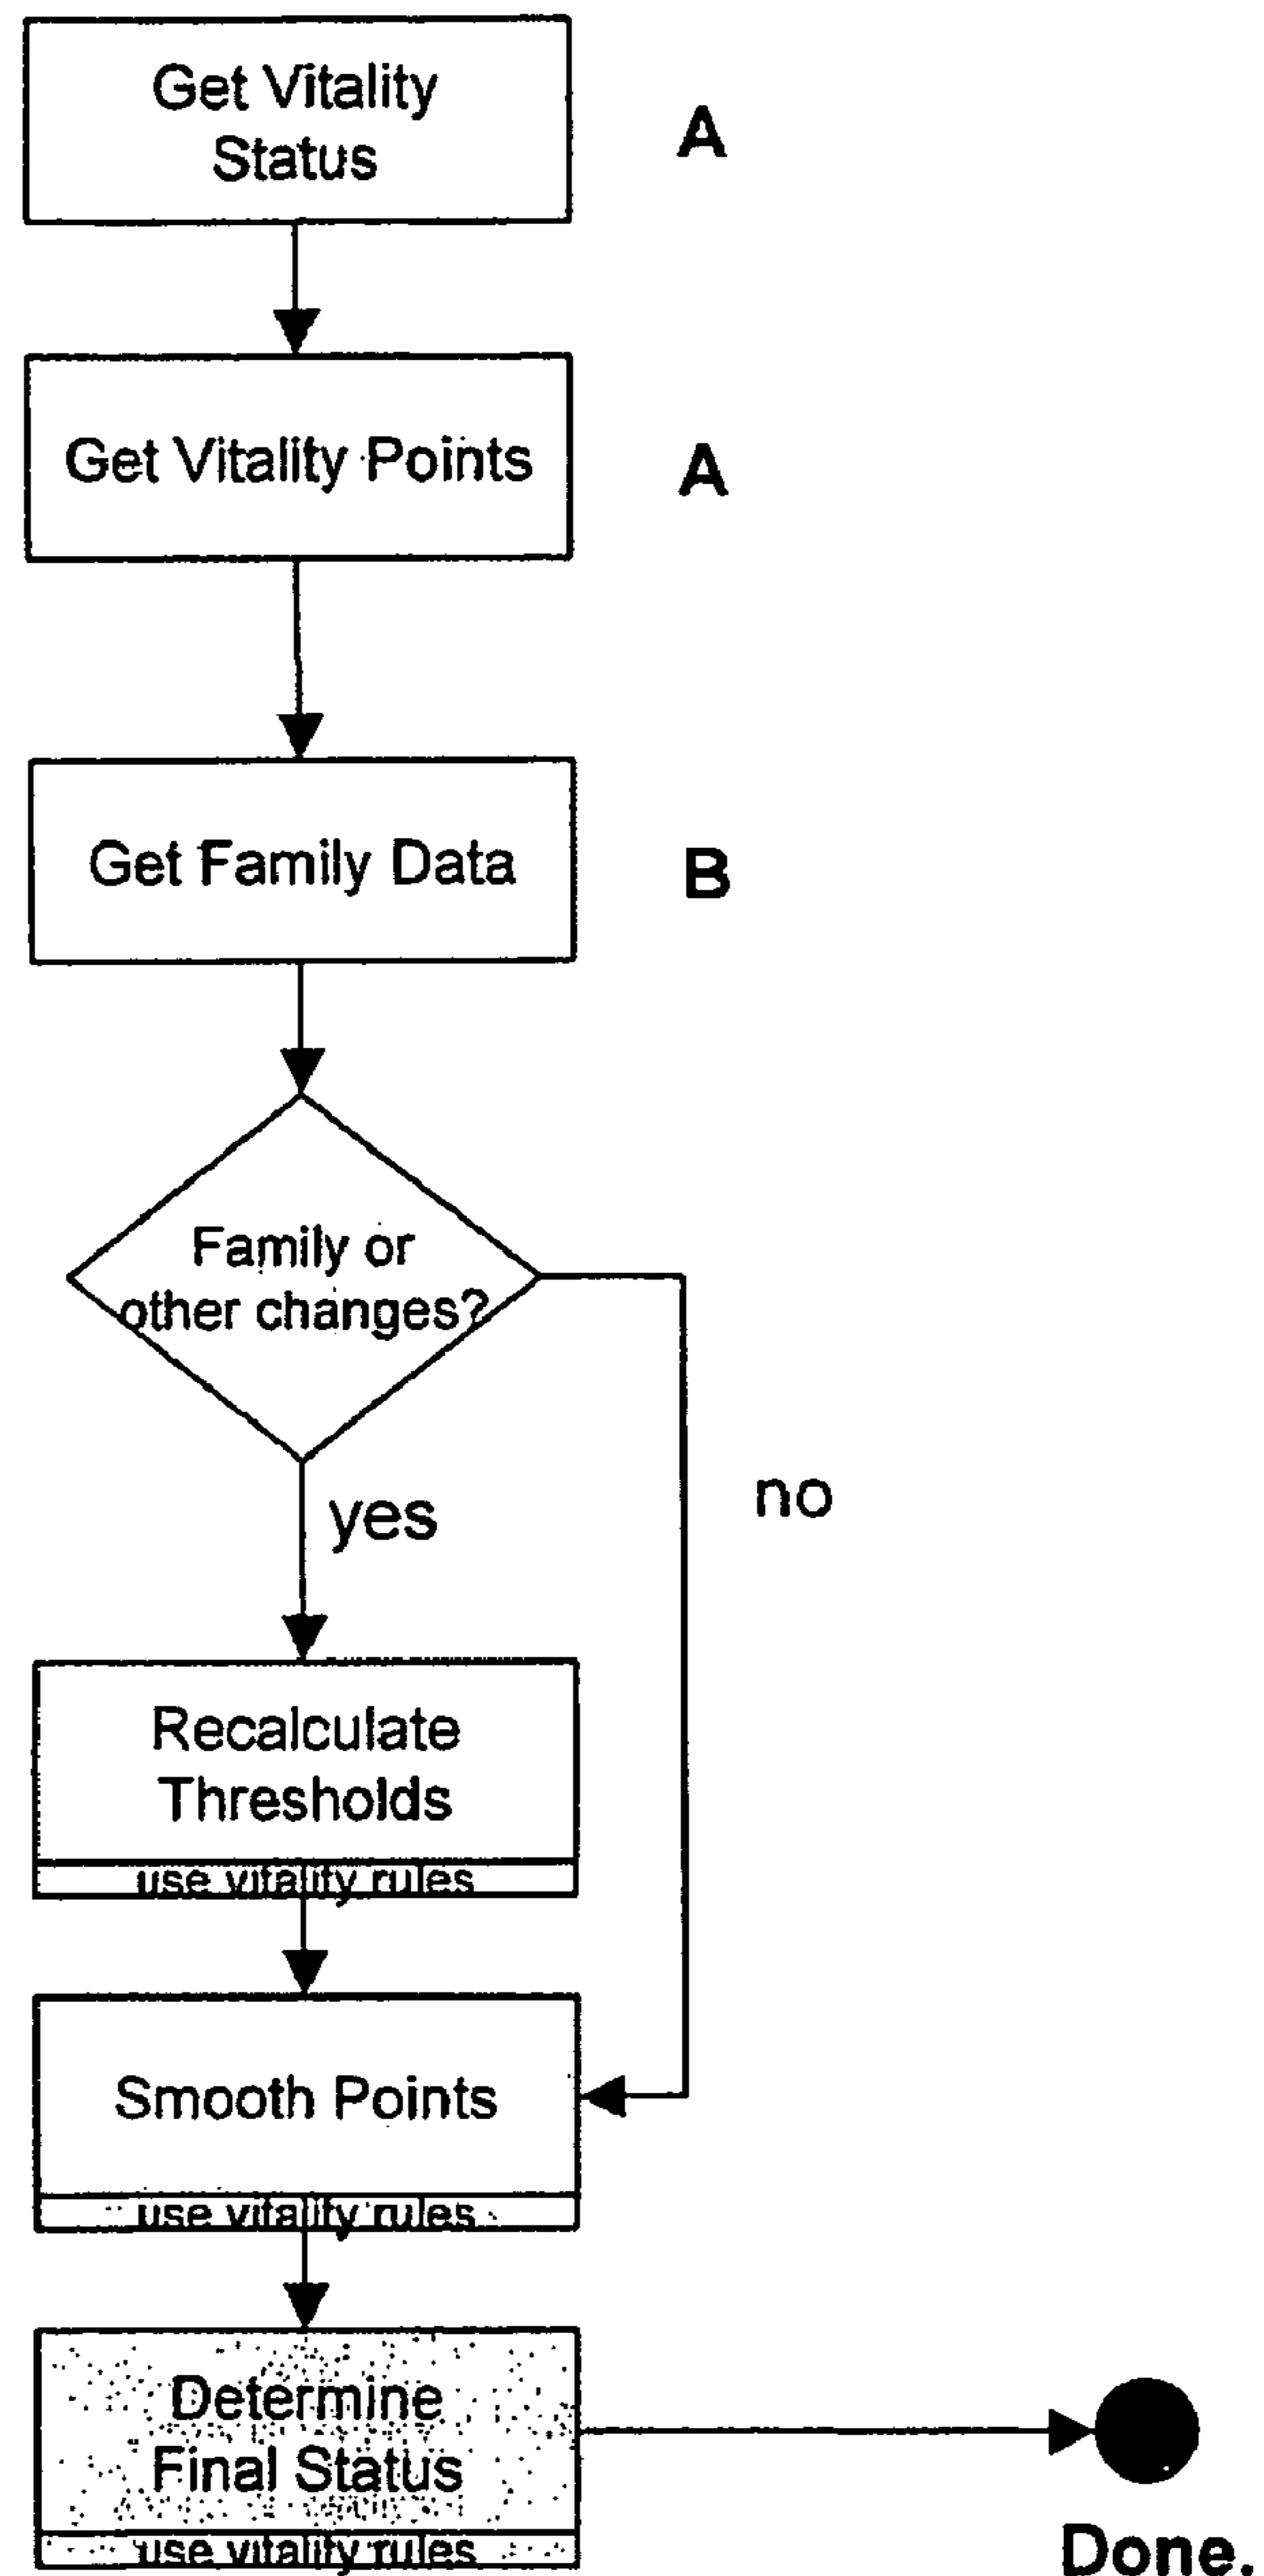 Get Vitality
Status
A
Get Vitality Points
A
Get Family Data
B
Family or
other changes?
yes
no
Recalculate
Thresholds
use vitality rules
Smooth Points
use vitality rules
Determine
Final Status
use vitality rules
Done.